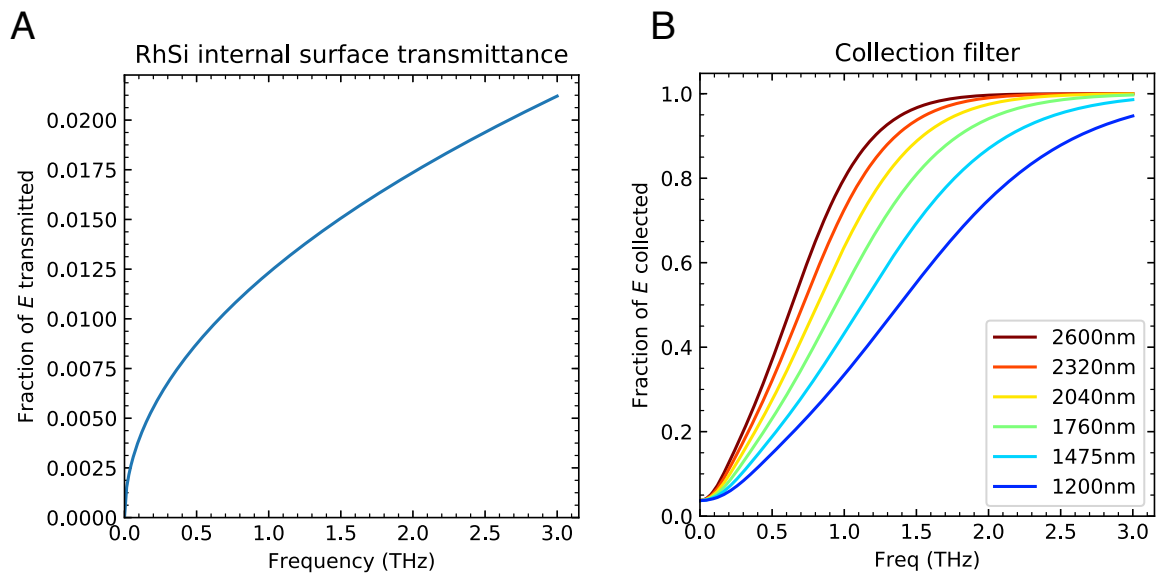 A
RhSi internal surface transmittance
Fraction of E transmitted
0.0200
0.0175
0.0150
0.0125
0.0100
0.0075
0.0050
0.0025
0.0000
0.0 0.5 1.0 1.5 2.0 2.5 3.0
Frequency (THz)
B
Collection filter
Fraction of E collected
1.0
0.8
0.6
0.4
0.2
0.0
2600nm
2320nm
2040nm
1760nm
1475nm
1200nm
0.0 0.5 1.0 1.5 2.0 2.5 3.0
Freq (THz)